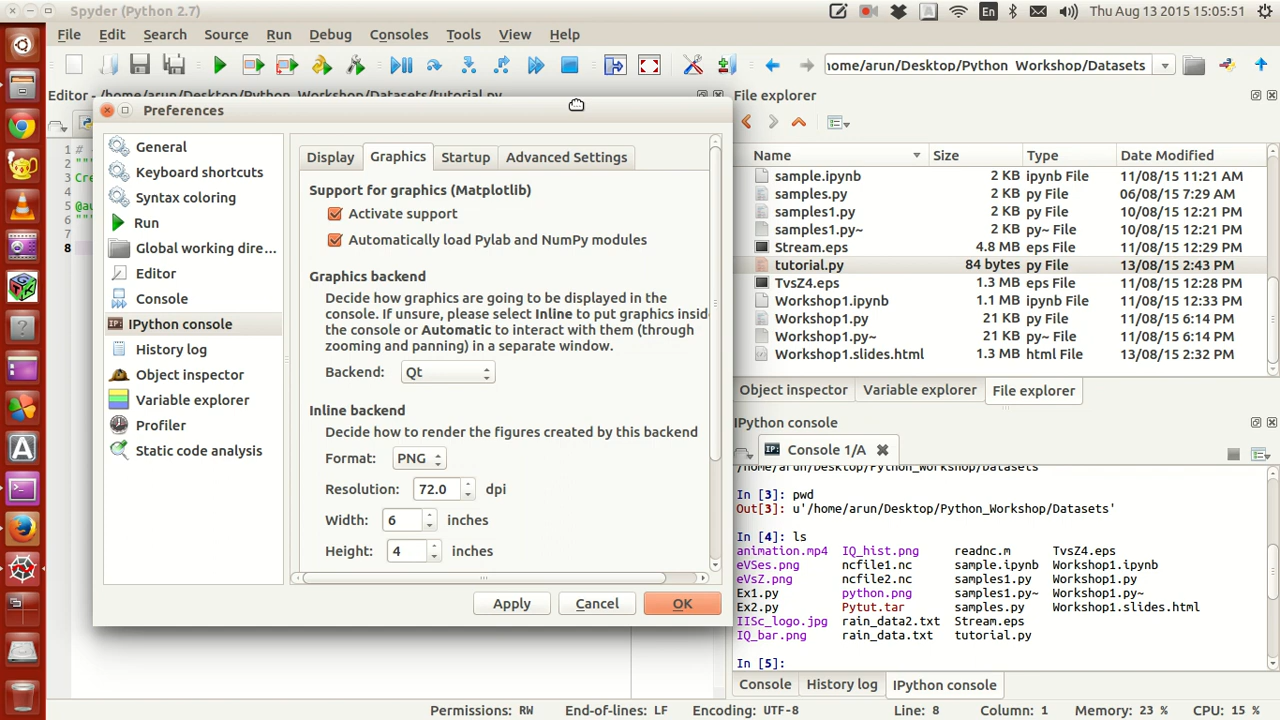 Spyder (Python 2.7)
En
Thu Aug 13 2015 15:05:51
File Edit Search Source Run Debug Consoles Tools View Help
home/arun/Desktop/Python_Workshop/Datasets
Editor - /home/arun/Desktop/Python_Workshop/Datasets/tutorial.py
File explorer
Preferences
General
Keyboard shortcuts
Syntax coloring
Run
Global working dire...
Editor
Console
IPython console
History log
Object inspector
Variable explorer
Profiler
Static code analysis
Display Graphics Startup Advanced Settings
Support for graphics (Matplotlib)
Activate support
Automatically load Pylab and NumPy modules
Graphics backend
Decide how graphics are going to be displayed in the
console. If unsure, please select Inline to put graphics inside
the console or Automatic to interact with them (through
zooming and panning) in a separate window.
Backend: Qt
Inline backend
Decide how to render the figures created by this backend
Format: PNG
Resolution: 72.0 dpi
Width: 6 inches
Height: 4 inches
Apply Cancel OK
1 #
2 """
3 Cre
4
5 @au
6 """
7
8
Name Size Type Date Modified
sample.ipynb 2 KB ipynb File 11/08/15 11:21 AM
samples.py 2 KB py File 06/08/15 7:29 AM
samples1.py 2 KB py File 10/08/15 12:21 PM
samples1.py~ 2 KB py~ File 10/08/15 12:21 PM
Stream.eps 4.8 MB eps File 11/08/15 12:29 PM
tutorial.py 84 bytes py File 13/08/15 2:43 PM
TvsZ4.eps 1.3 MB eps File 11/08/15 12:28 PM
Workshop1.ipynb 1.1 MB ipynb File 11/08/15 12:33 PM
Workshop1.py 21 KB py File 11/08/15 6:14 PM
Workshop1.py~ 21 KB py~ File 11/08/15 6:14 PM
Workshop1.slides.html 1.3 MB html File 13/08/15 2:32 PM
Object inspector Variable explorer File explorer
IPython console
Console 1/A
/home/arun/Desktop/Python_Workshop/Datasets
In [3]: pwd
Out[3]: u'/home/arun/Desktop/Python_Workshop/Datasets'
In [4]: ls
animation.mp4 IQ_hist.png readnc.m TvsZ4.eps
eVSes.png ncfile1.nc sample.ipynb Workshop1.ipynb
eVsZ.png ncfile2.nc samples1.py Workshop1.py
Ex1.py python.png samples1.py~ Workshop1.py~
Ex2.py Pytut.tar samples.py Workshop1.slides.html
IISc_logo.jpg rain_data2.txt Stream.eps
IQ_bar.png rain_data.txt tutorial.py
In [5]:
Console History log IPython console
Permissions: RW End-of-lines: LF Encoding: UTF-8 Line: 8 Column: 1 Memory: 23 % CPU: 15 %